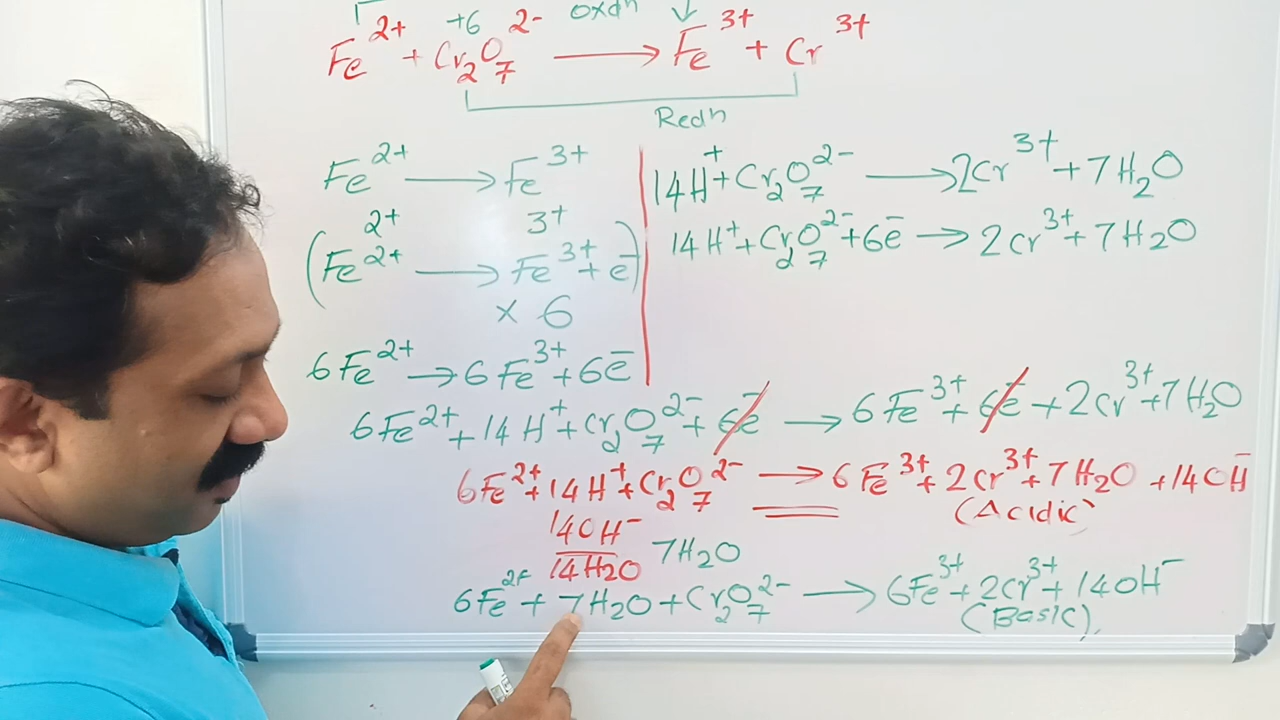 +6 oxdn
Fe²⁺ + Cr₂O₇²⁻ ⟶ Fe³⁺ + Cr³⁺
Redn
Fe²⁺ ⟶ Fe³⁺
14H⁺ + Cr₂O₇²⁻ ⟶ 2Cr³⁺ + 7H₂O
2+ 3+
(Fe²⁺ ⟶ Fe³⁺ + e̅)
× 6
14H⁺ + Cr₂O₇²⁻ + 6e̅ ⟶ 2Cr³⁺ + 7H₂O
6Fe²⁺ ⟶ 6Fe³⁺ + 6e̅
6Fe²⁺ + 14H⁺ + Cr₂O₇²⁻ + 6e̅ ⟶ 6Fe³⁺ + 6e̅ + 2Cr³⁺ + 7H₂O
6Fe²⁺ + 14H⁺ + Cr₂O₇²⁻ ⟶ 6Fe³⁺ + 2Cr³⁺ + 7H₂O + 14OH⁻
(Acidic)
14OH⁻
14H₂O 7H₂O
6Fe²⁺ + 7H₂O + Cr₂O₇²⁻ ⟶ 6Fe³⁺ + 2Cr³⁺ + 14OH⁻
(Basic),